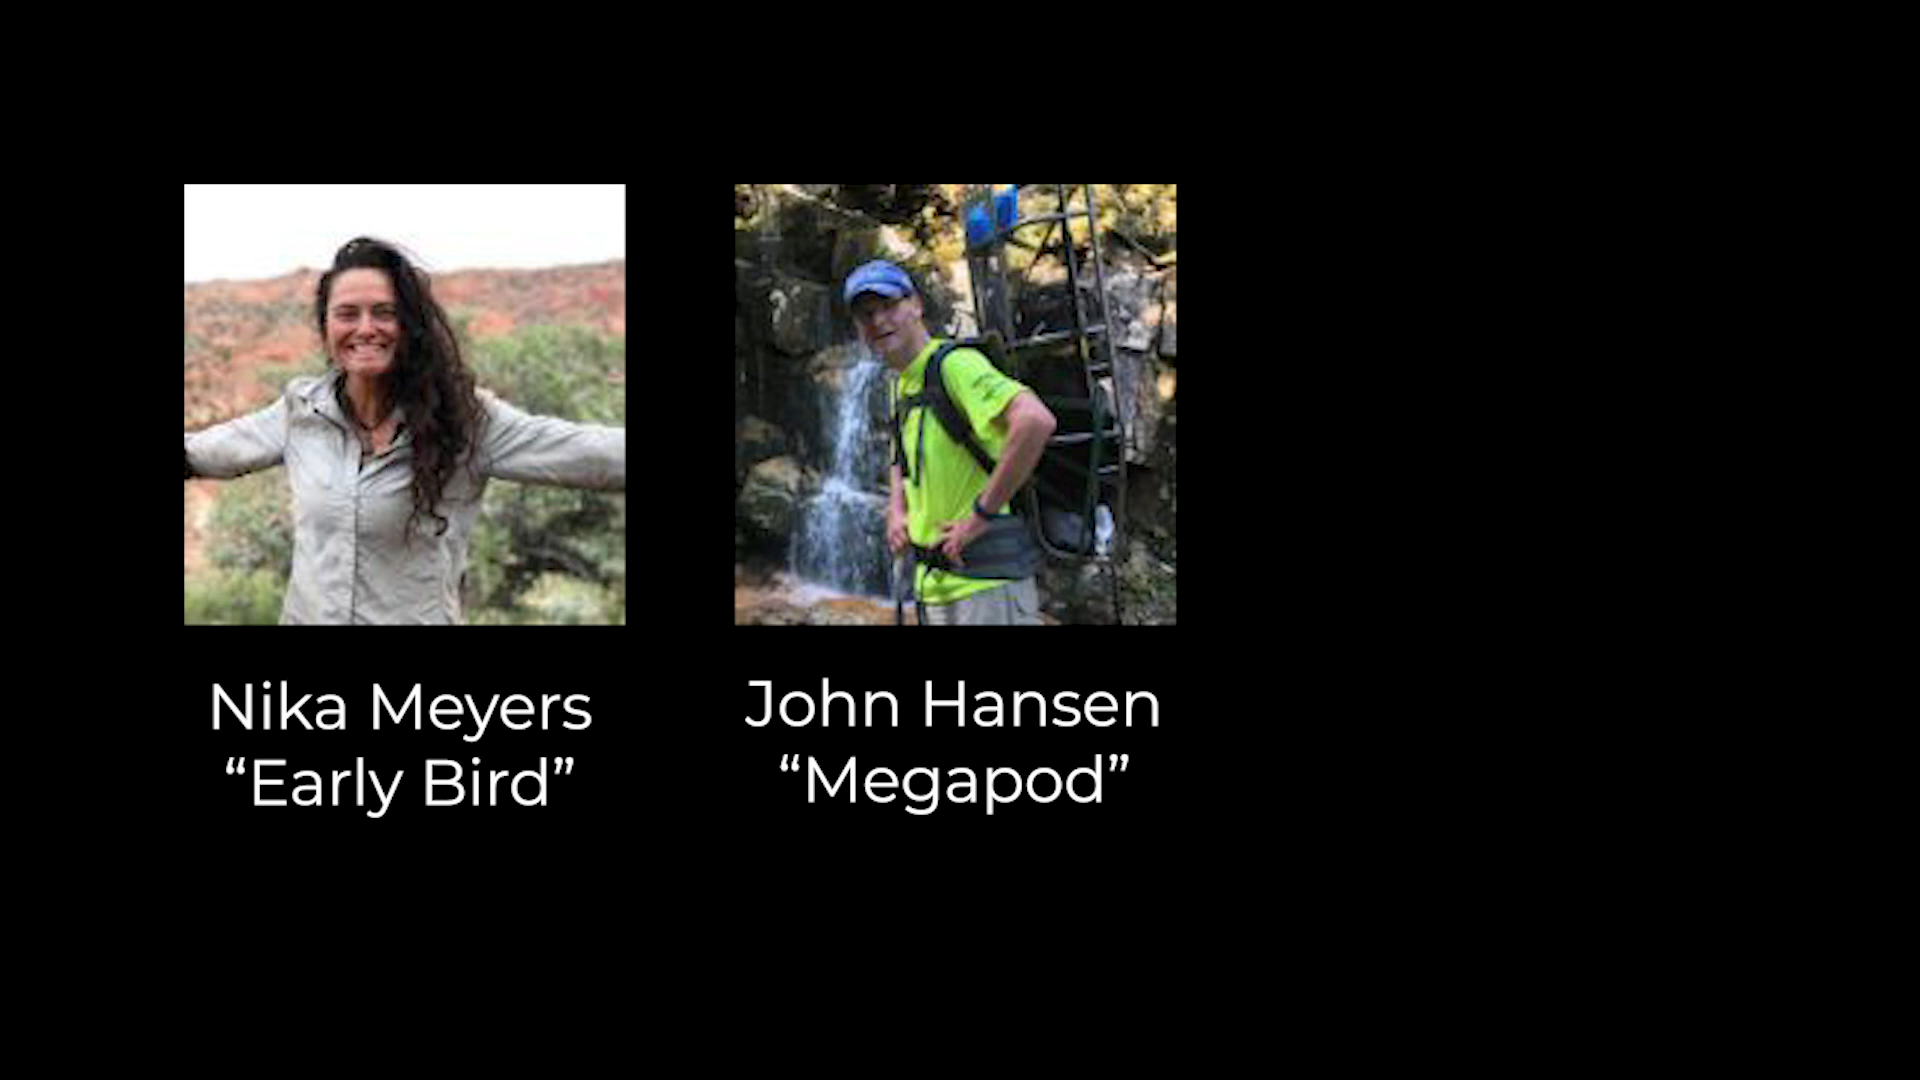 Nika Meyers
“Early Bird”
John Hansen
“Megapod”